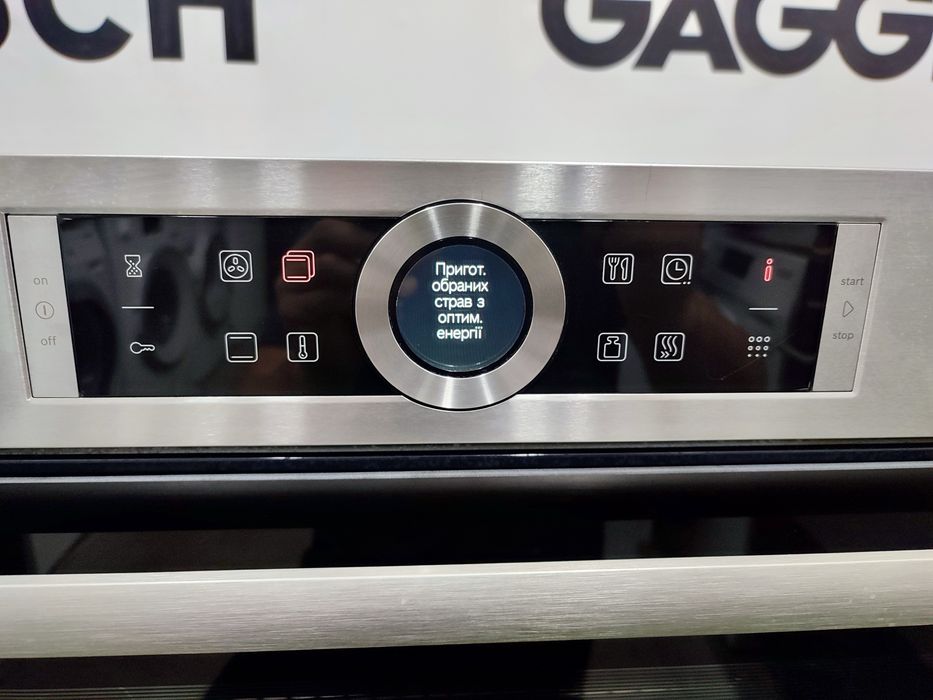 SCH
GAGG
on
off
Пригот.
обраних
страв з
оптим.
енергії
i
start
stop